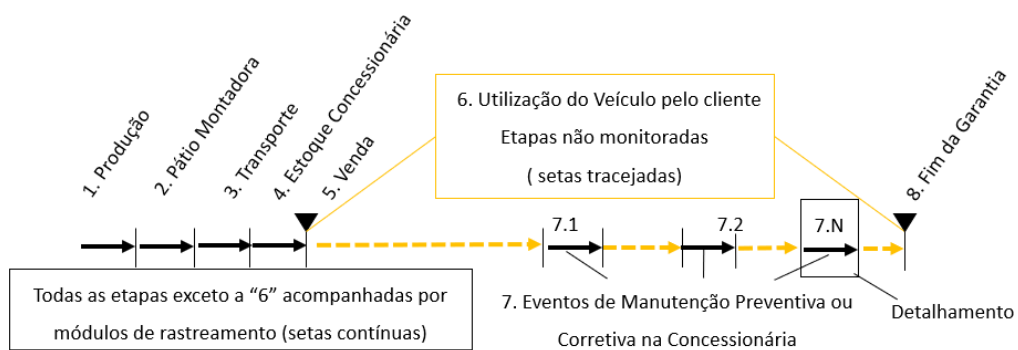 1. Produção
2. Pátio Montadora
3. Transporte
4. Estoque Concessionária
5. Venda
6. Utilização do Veículo pelo cliente
Etapas não monitoradas
( setas tracejadas)
8. Fim da Garantia
7.1
7.2
7.N
Todas as etapas exceto a “6” acompanhadas por
módulos de rastreamento (setas contínuas)
7. Eventos de Manutenção Preventiva ou
Corretiva na Concessionária
Detalhamento